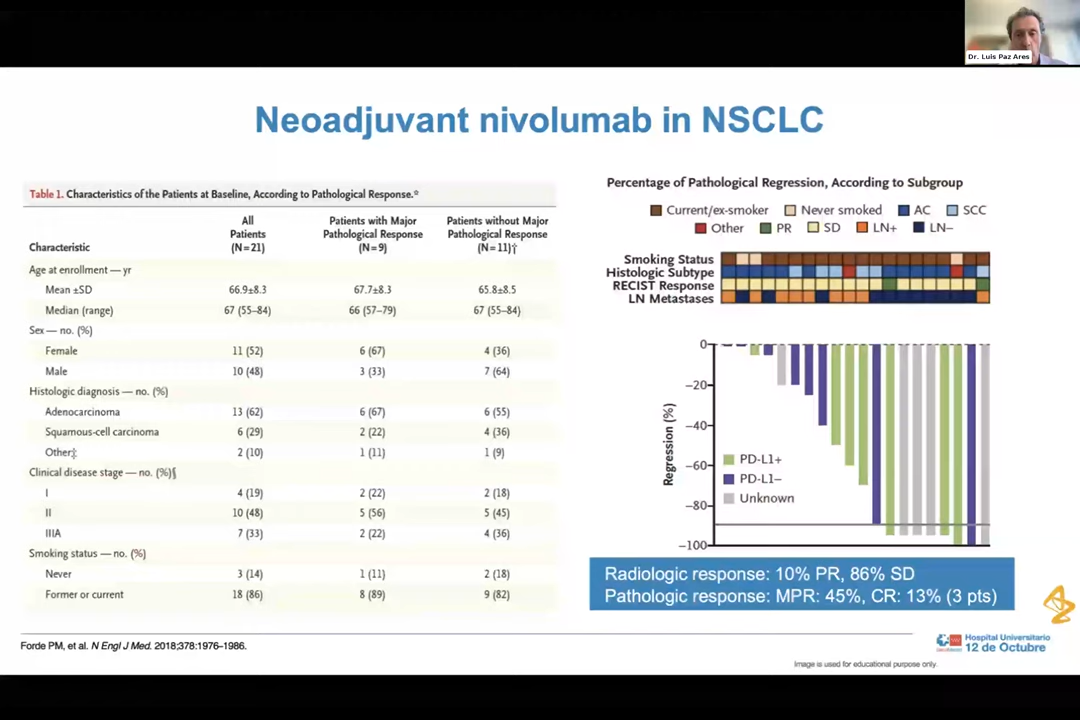 Dr. Luis Paz Ares
Neoadjuvant nivolumab in NSCLC
Table 1. Characteristics of the Patients at Baseline, According to Pathological Response.*
Characteristic
All Patients (N=21)
Patients with Major Pathological Response (N=9)
Patients without Major Pathological Response (N=11)†
Age at enrollment — yr
Mean ±SD 66.9±8.3 67.7±8.3 65.8±8.5
Median (range) 67 (55–84) 66 (57–79) 67 (55–84)
Sex — no. (%)
Female 11 (52) 6 (67) 4 (36)
Male 10 (48) 3 (33) 7 (64)
Histologic diagnosis — no. (%)
Adenocarcinoma 13 (62) 6 (67) 6 (55)
Squamous-cell carcinoma 6 (29) 2 (22) 4 (36)
Other‡ 2 (10) 1 (11) 1 (9)
Clinical disease stage — no. (%)§
I 4 (19) 2 (22) 2 (18)
II 10 (48) 5 (56) 5 (45)
IIIA 7 (33) 2 (22) 4 (36)
Smoking status — no. (%)
Never 3 (14) 1 (11) 2 (18)
Former or current 18 (86) 8 (89) 9 (82)
Percentage of Pathological Regression, According to Subgroup
Current/ex-smoker Never smoked AC SCC
Other PR SD LN+ LN–
Smoking Status
Histologic Subtype
RECIST Response
LN Metastases
Regression (%)
0
–20
–40
–60
–80
–100
PD-L1+
PD-L1–
Unknown
Radiologic response: 10% PR, 86% SD
Pathologic response: MPR: 45%, CR: 13% (3 pts)
Forde PM, et al. N Engl J Med. 2018;378:1976–1986.
Hospital Universitario
12 de Octubre
Image is used for educational purpose only.